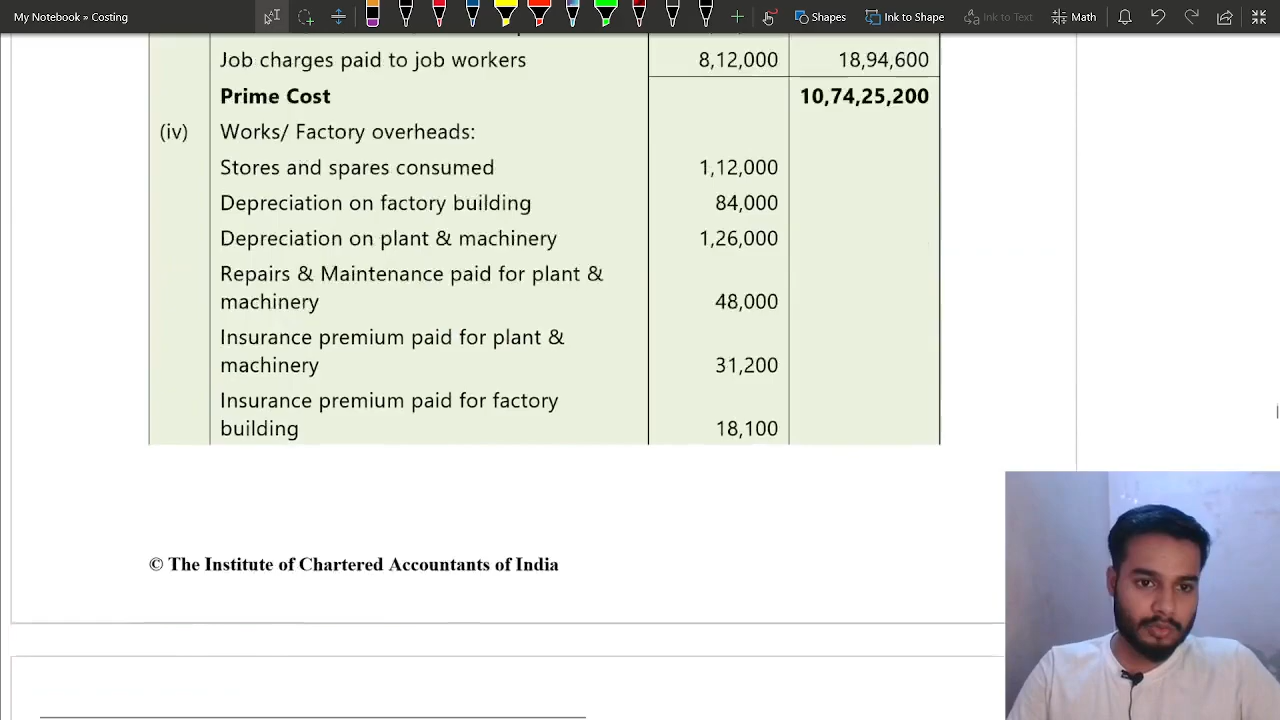 My Notebook » Costing
Shapes
Ink to Shape
Ink to Text
Math
Job charges paid to job workers 8,12,000 18,94,600
Prime Cost 10,74,25,200
(iv) Works/ Factory overheads:
Stores and spares consumed 1,12,000
Depreciation on factory building 84,000
Depreciation on plant & machinery 1,26,000
Repairs & Maintenance paid for plant &
machinery 48,000
Insurance premium paid for plant &
machinery 31,200
Insurance premium paid for factory
building 18,100
© The Institute of Chartered Accountants of India